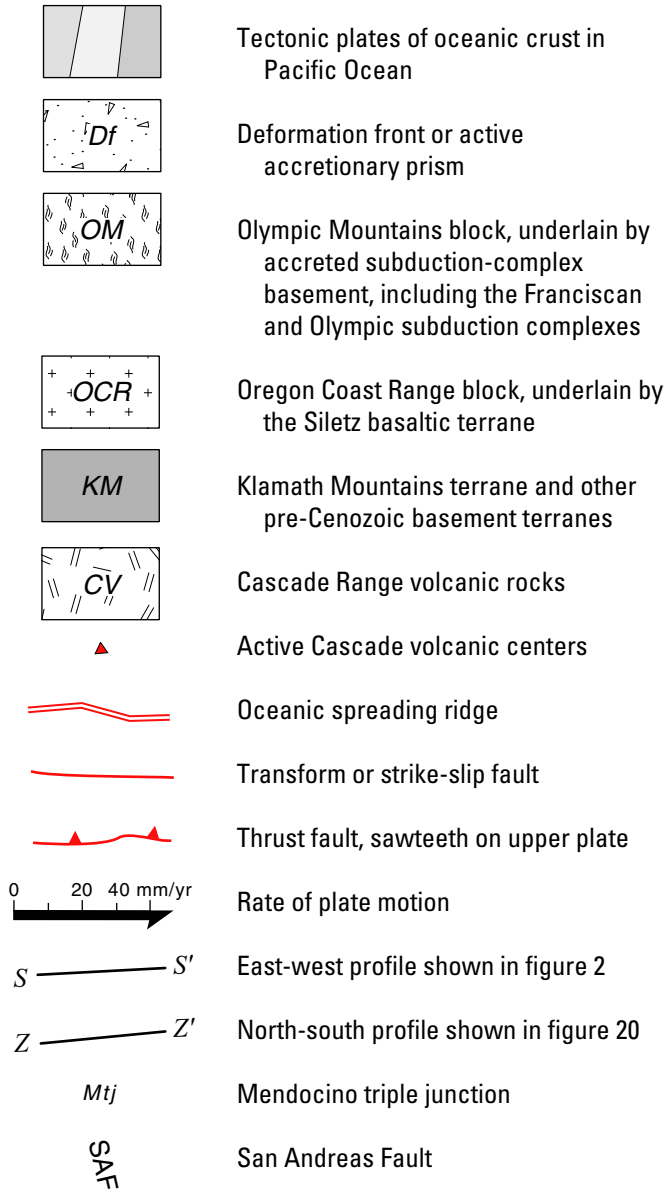 Tectonic plates of oceanic crust in
Pacific Ocean
Df
Deformation front or active
accretionary prism
OM
Olympic Mountains block, underlain by
accreted subduction-complex
basement, including the Franciscan
and Olympic subduction complexes
OCR
Oregon Coast Range block, underlain by
the Siletz basaltic terrane
KM
Klamath Mountains terrane and other
pre-Cenozoic basement terranes
CV
Cascade Range volcanic rocks
Active Cascade volcanic centers
Oceanic spreading ridge
Transform or strike-slip fault
Thrust fault, sawteeth on upper plate
0 20 40 mm/yr
Rate of plate motion
S S′
East-west profile shown in figure 2
Z Z′
North-south profile shown in figure 20
Mtj
Mendocino triple junction
SAF
San Andreas Fault